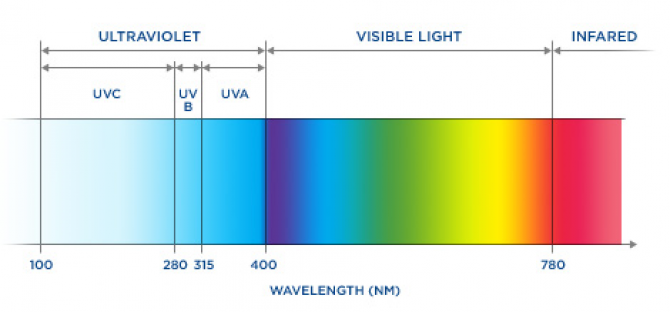 ULTRAVIOLET VISIBLE LIGHT INFARED
UVC UV B UVA
100 280 315 400 780
WAVELENGTH (NM)